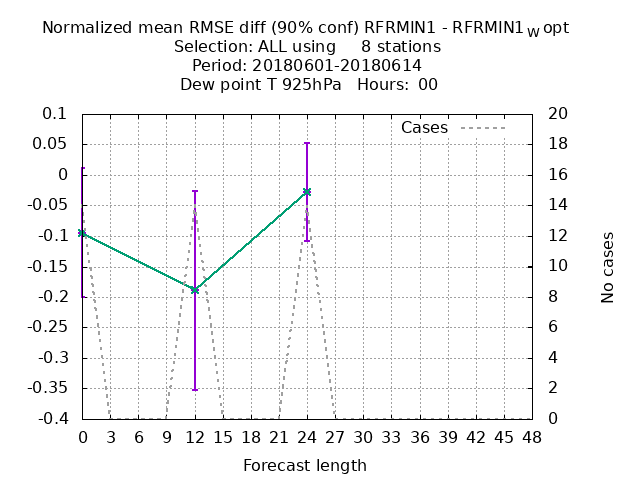 Normalized mean RMSE diff (90% conf) RFRMIN1 - RFRMIN1wopt
Selection: ALL using 8 stations
Period: 20180601-20180614
Dew point T 925hPa Hours: 00
Cases
0.1
0.05
0
-0.05
-0.1
-0.15
-0.2
-0.25
-0.3
-0.35
-0.4
20
18
16
14
12
10
8
6
4
2
0
No cases
0 3 6 9 12 15 18 21 24 27 30 33 36 39 42 45 48
Forecast length